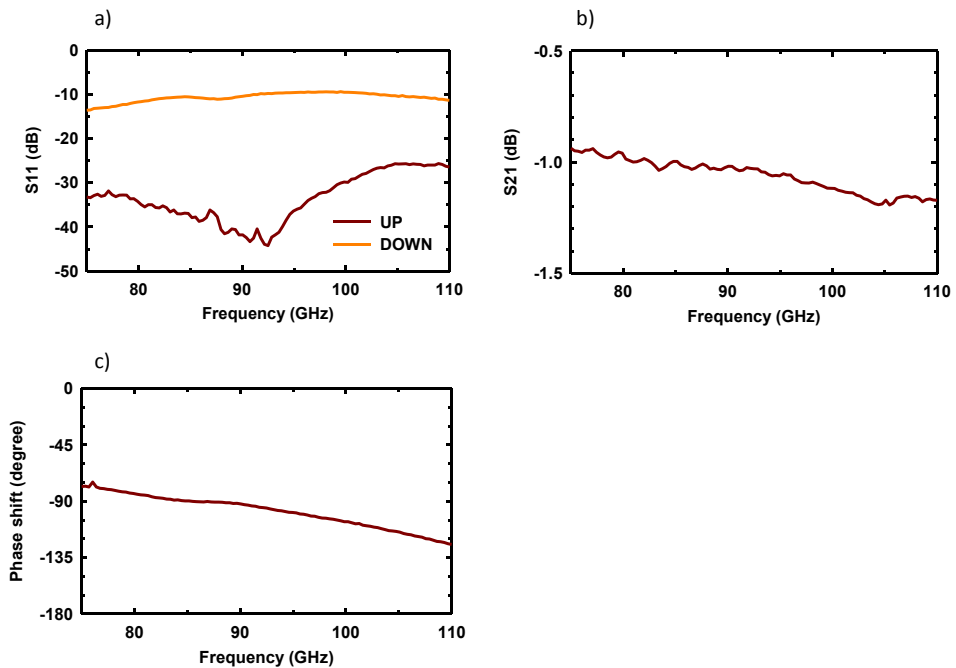 a)
0
-10
-20
-30
-40
-50
S11 (dB)
UP
DOWN
80
90
100
110
Frequency (GHz)
b)
-0.5
-1.0
-1.5
S21 (dB)
80
90
100
110
Frequency (GHz)
c)
0
-45
-90
-135
-180
Phase shift (degree)
80
90
100
110
Frequency (GHz)